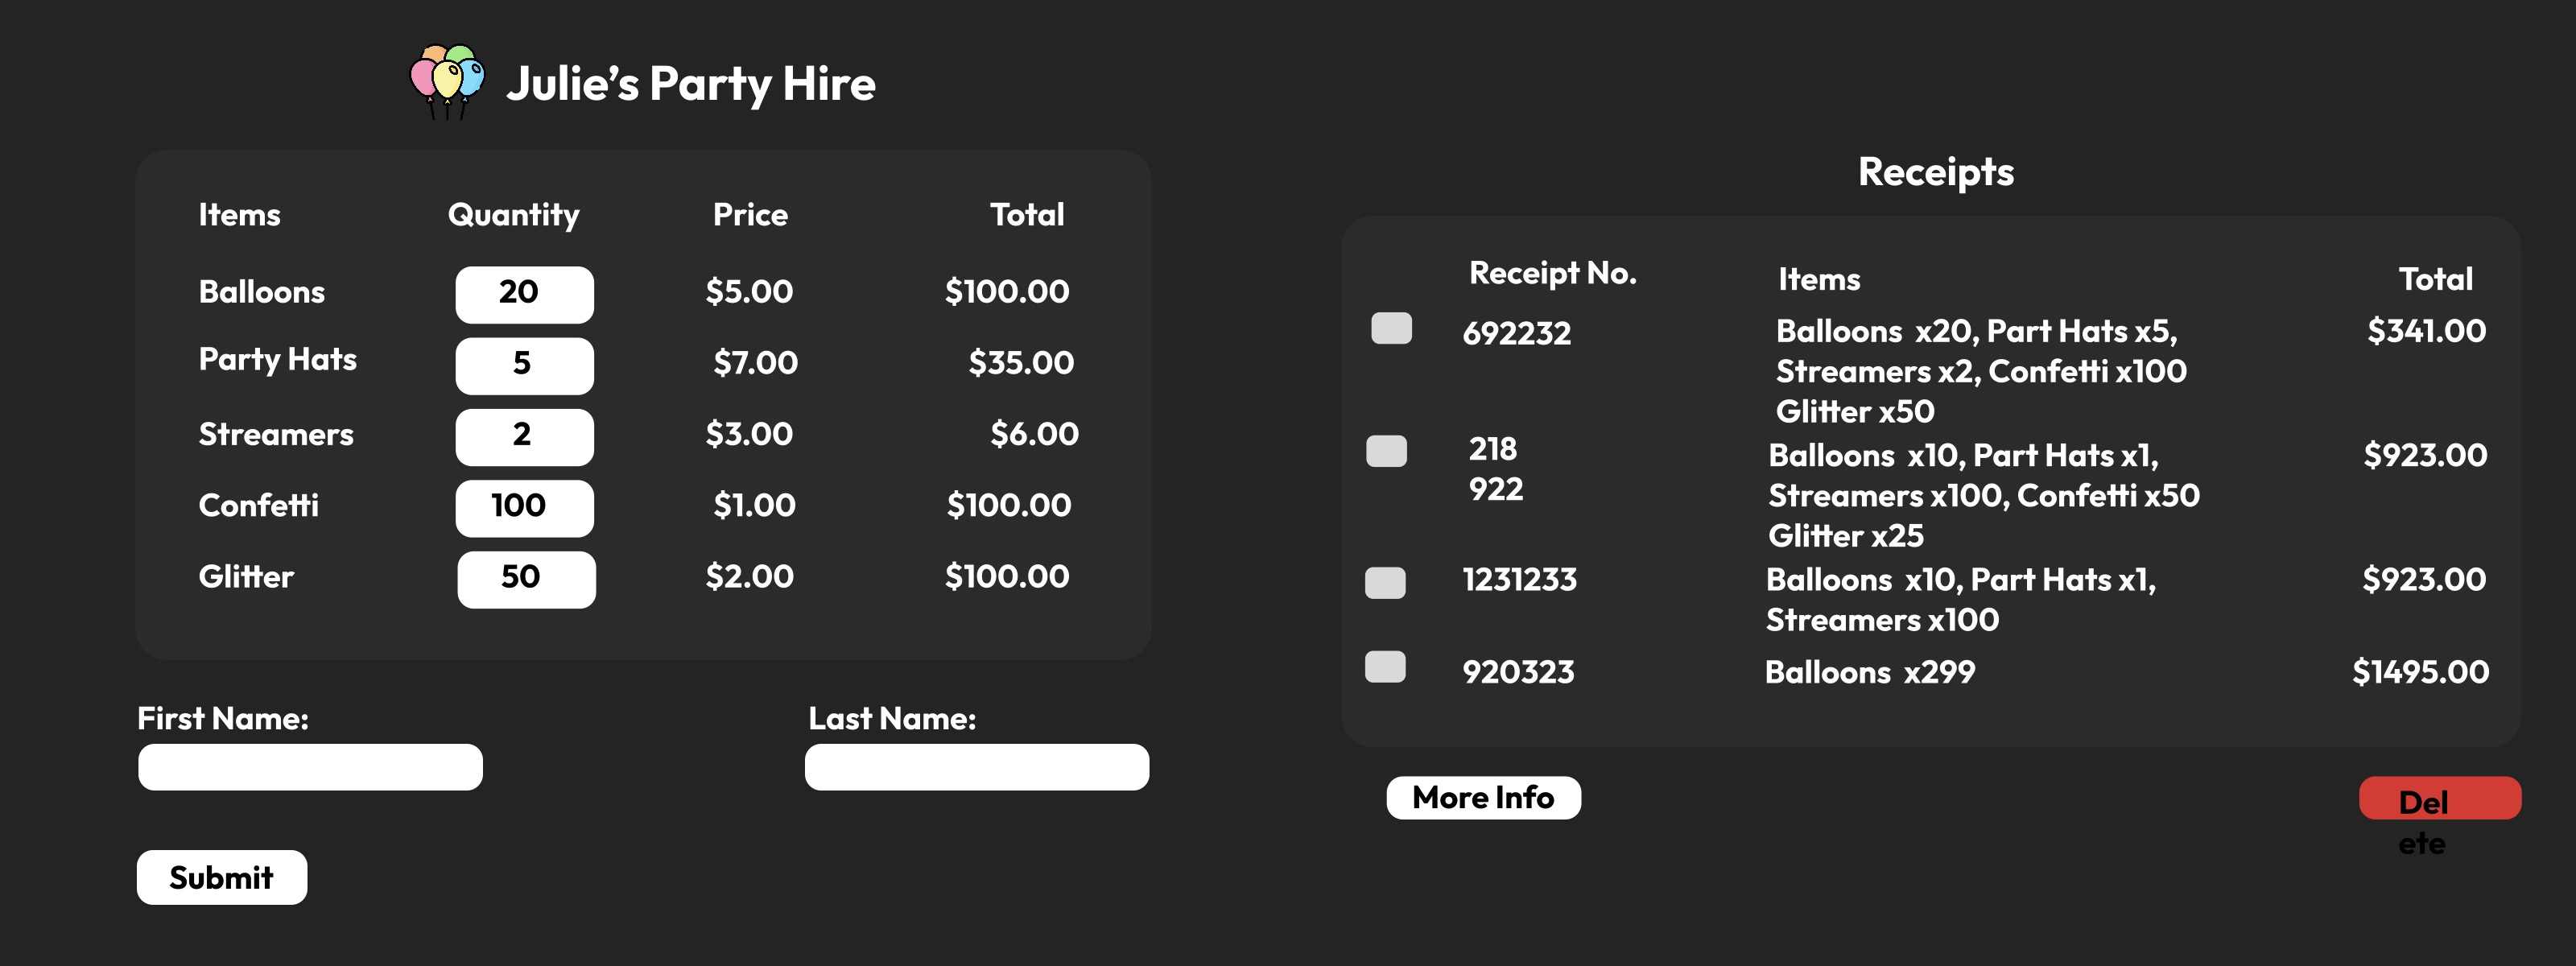 Julie's Party Hire
Items Quantity Price Total
Balloons 20 $5.00 $100.00
Party Hats 5 $7.00 $35.00
Streamers 2 $3.00 $6.00
Confetti 100 $1.00 $100.00
Glitter 50 $2.00 $100.00
First Name: Last Name:
Submit
Receipts
Receipt No. Items Total
692232 Balloons x20, Part Hats x5, $341.00
Streamers x2, Confetti x100
Glitter x50
218 Balloons x10, Part Hats x1, $923.00
922 Streamers x100, Confetti x50
Glitter x25
1231233 Balloons x10, Part Hats x1, $923.00
Streamers x100
920323 Balloons x299 $1495.00
More Info Del
ete